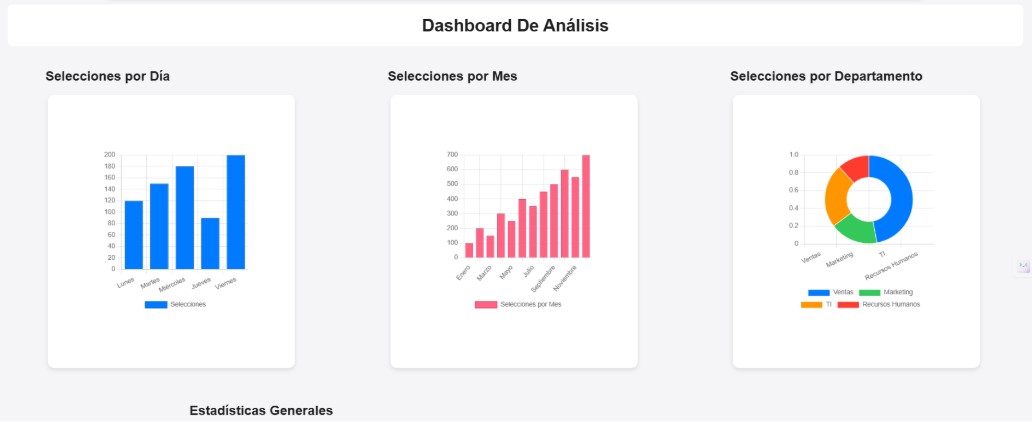 Dashboard De Análisis
Selecciones por Día
200
180
160
140
120
100
80
60
40
20
0
Lunes
Martes
Miércoles
Jueves
Viernes
Selecciones
Selecciones por Mes
700
600
500
400
300
200
100
0
Enero
Marzo
Mayo
Julio
Septiembre
Noviembre
Selecciones por Mes
Selecciones por Departamento
1.0
0.8
0.6
0.4
0.2
0
Ventas
Marketing
TI
Recursos Humanos
Ventas Marketing
TI Recursos Humanos
Estadísticas Generales